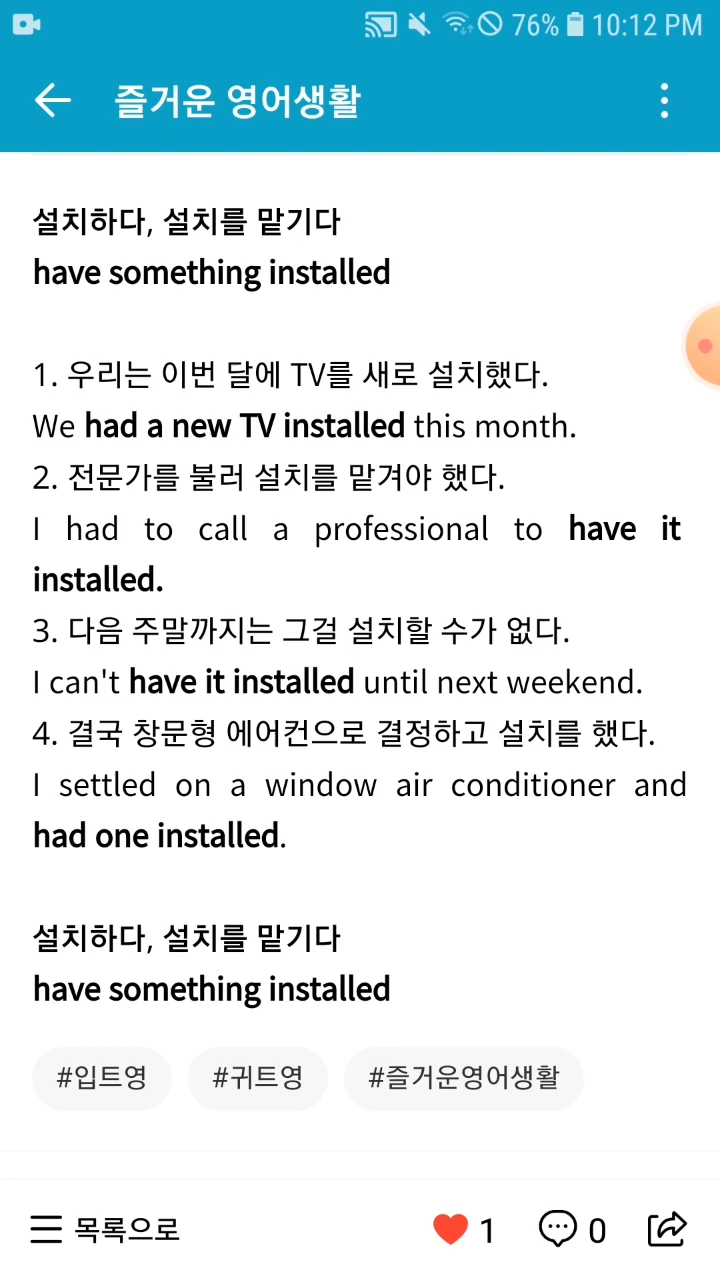 76% 10:12 PM
즐거운 영어생활
설치하다, 설치를 맡기다
have something installed
1. 우리는 이번 달에 TV를 새로 설치했다.
We had a new TV installed this month.
2. 전문가를 불러 설치를 맡겨야 했다.
I had to call a professional to have it
installed.
3. 다음 주말까지는 그걸 설치할 수가 없다.
I can't have it installed until next weekend.
4. 결국 창문형 에어컨으로 결정하고 설치를 했다.
I settled on a window air conditioner and
had one installed.
설치하다, 설치를 맡기다
have something installed
#입트영 #귀트영 #즐거운영어생활
목록으로 1 0